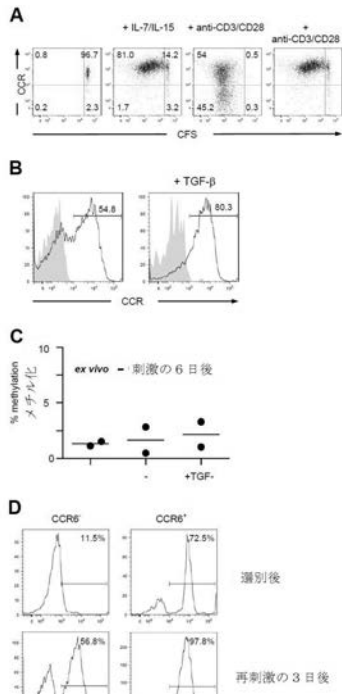 A
+ IL-7/IL-15
+ anti-CD3/CD28
+
anti-CD3/CD28
0.8
96.7
81.0
14.2
54
0.5
CCR
0.2
2.3
1.7
3.2
45.2
0.3
CFS
B
+ TGF-β
54.8
80.3
CCR
C
10
ex vivo
刺激の6日後
% methylation
メチル化
5
0
-
+TGF-
D
CCR6-
CCR6+
11.5%
72.5%
選別後
56.8%
97.8%
再刺激の3日後